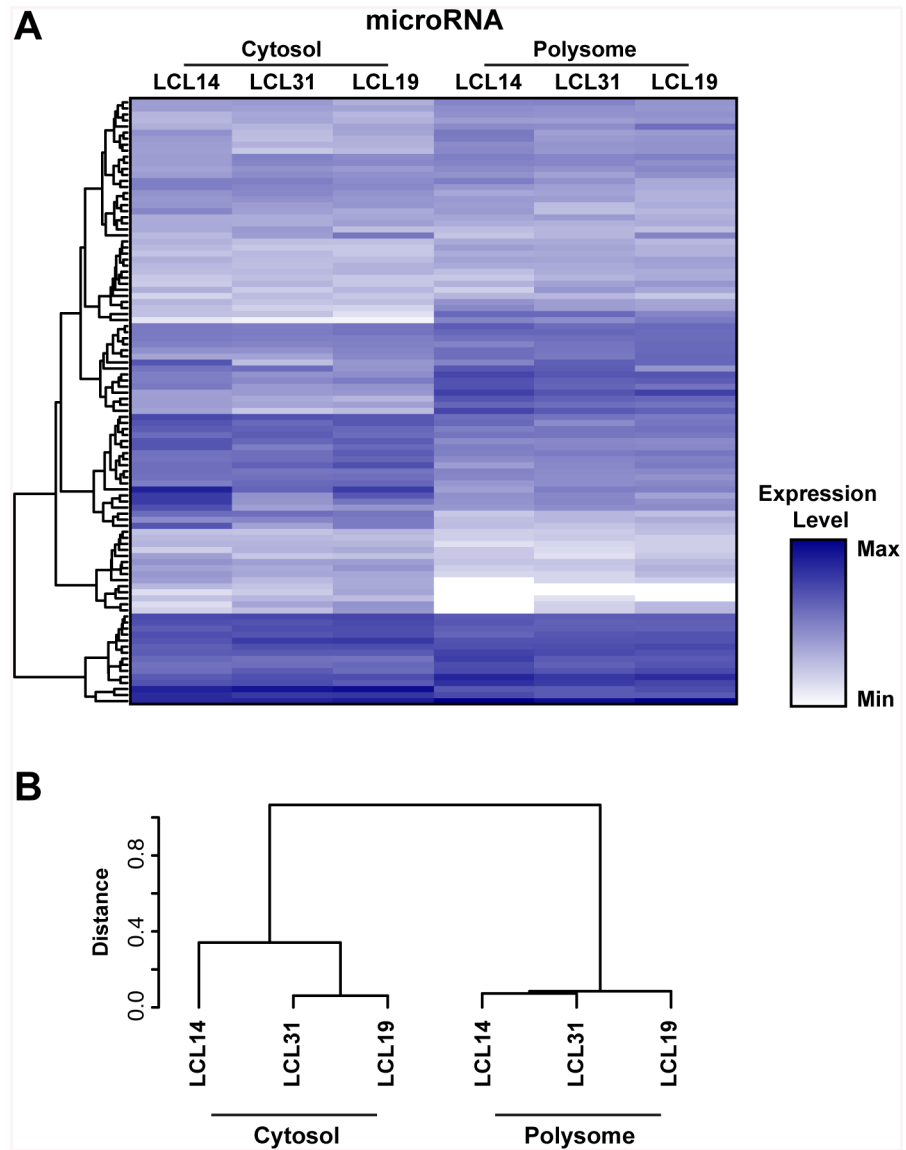 A
microRNA
Cytosol Polysome
LCL14 LCL31 LCL19 LCL14 LCL31 LCL19
Expression
Level
Max
Min
B
Distance
0.8
0.4
0.0
LCL14 LCL31 LCL19 LCL14 LCL31 LCL19
Cytosol Polysome